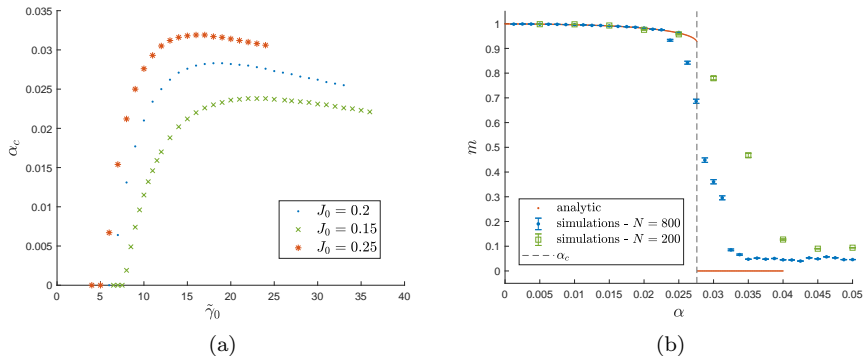 0.035
0.03
0.025
0.02
0.015
0.01
0.005
0
α_c
0 5 10 15 20 25 30 35 40
γ̃₀
J₀ = 0.2
J₀ = 0.15
J₀ = 0.25
(a)
1
0.9
0.8
0.7
0.6
0.5
0.4
0.3
0.2
0.1
0
m
0 0.005 0.01 0.015 0.02 0.025 0.03 0.035 0.04 0.045 0.05
α
analytic
simulations - N = 800
simulations - N = 200
α_c
(b)